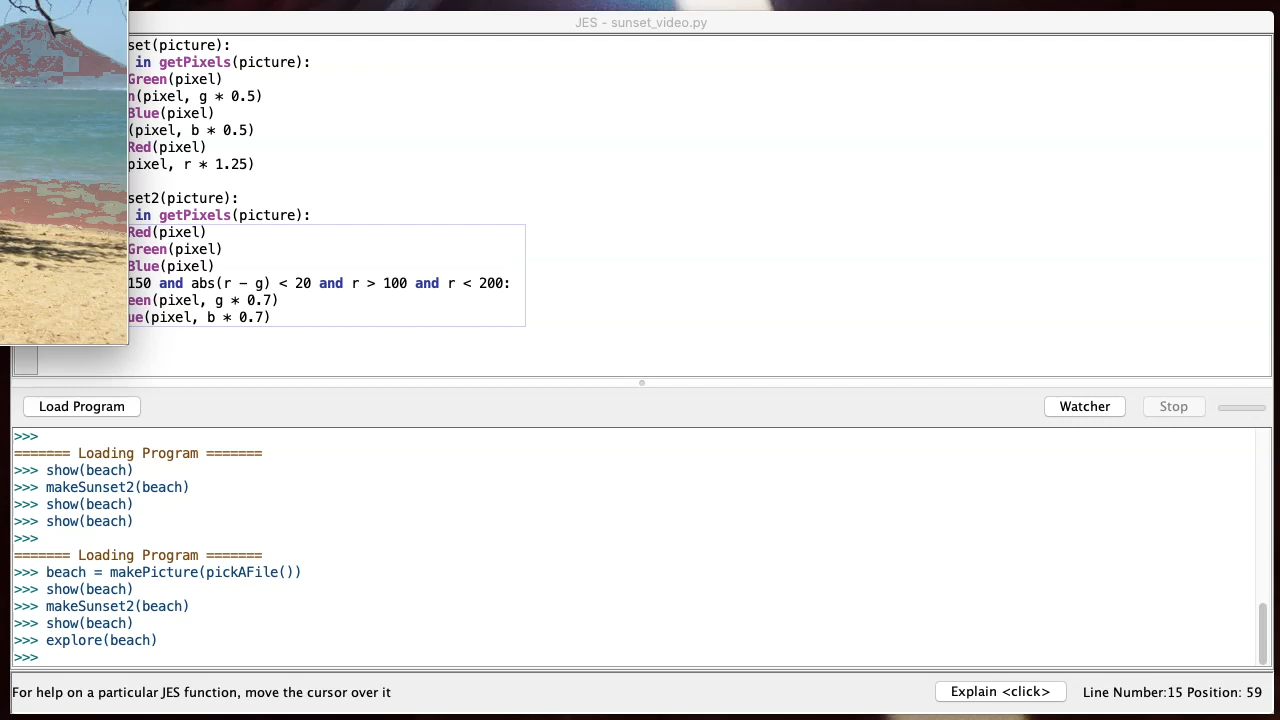 JES - sunset_video.py
set(picture):
in getPixels(picture):
Green(pixel)
n(pixel, g * 0.5)
Blue(pixel)
(pixel, b * 0.5)
Red(pixel)
pixel, r * 1.25)
set2(picture):
in getPixels(picture):
Red(pixel)
Green(pixel)
Blue(pixel)
150 and abs(r - g) < 20 and r > 100 and r < 200:
een(pixel, g * 0.7)
ue(pixel, b * 0.7)
Load Program
Watcher
Stop
>>>
======= Loading Program =======
>>> show(beach)
>>> makeSunset2(beach)
>>> show(beach)
>>> show(beach)
>>>
======= Loading Program =======
>>> beach = makePicture(pickAFile())
>>> show(beach)
>>> makeSunset2(beach)
>>> show(beach)
>>> explore(beach)
>>>
For help on a particular JES function, move the cursor over it
Explain <click>
Line Number:15 Position: 59